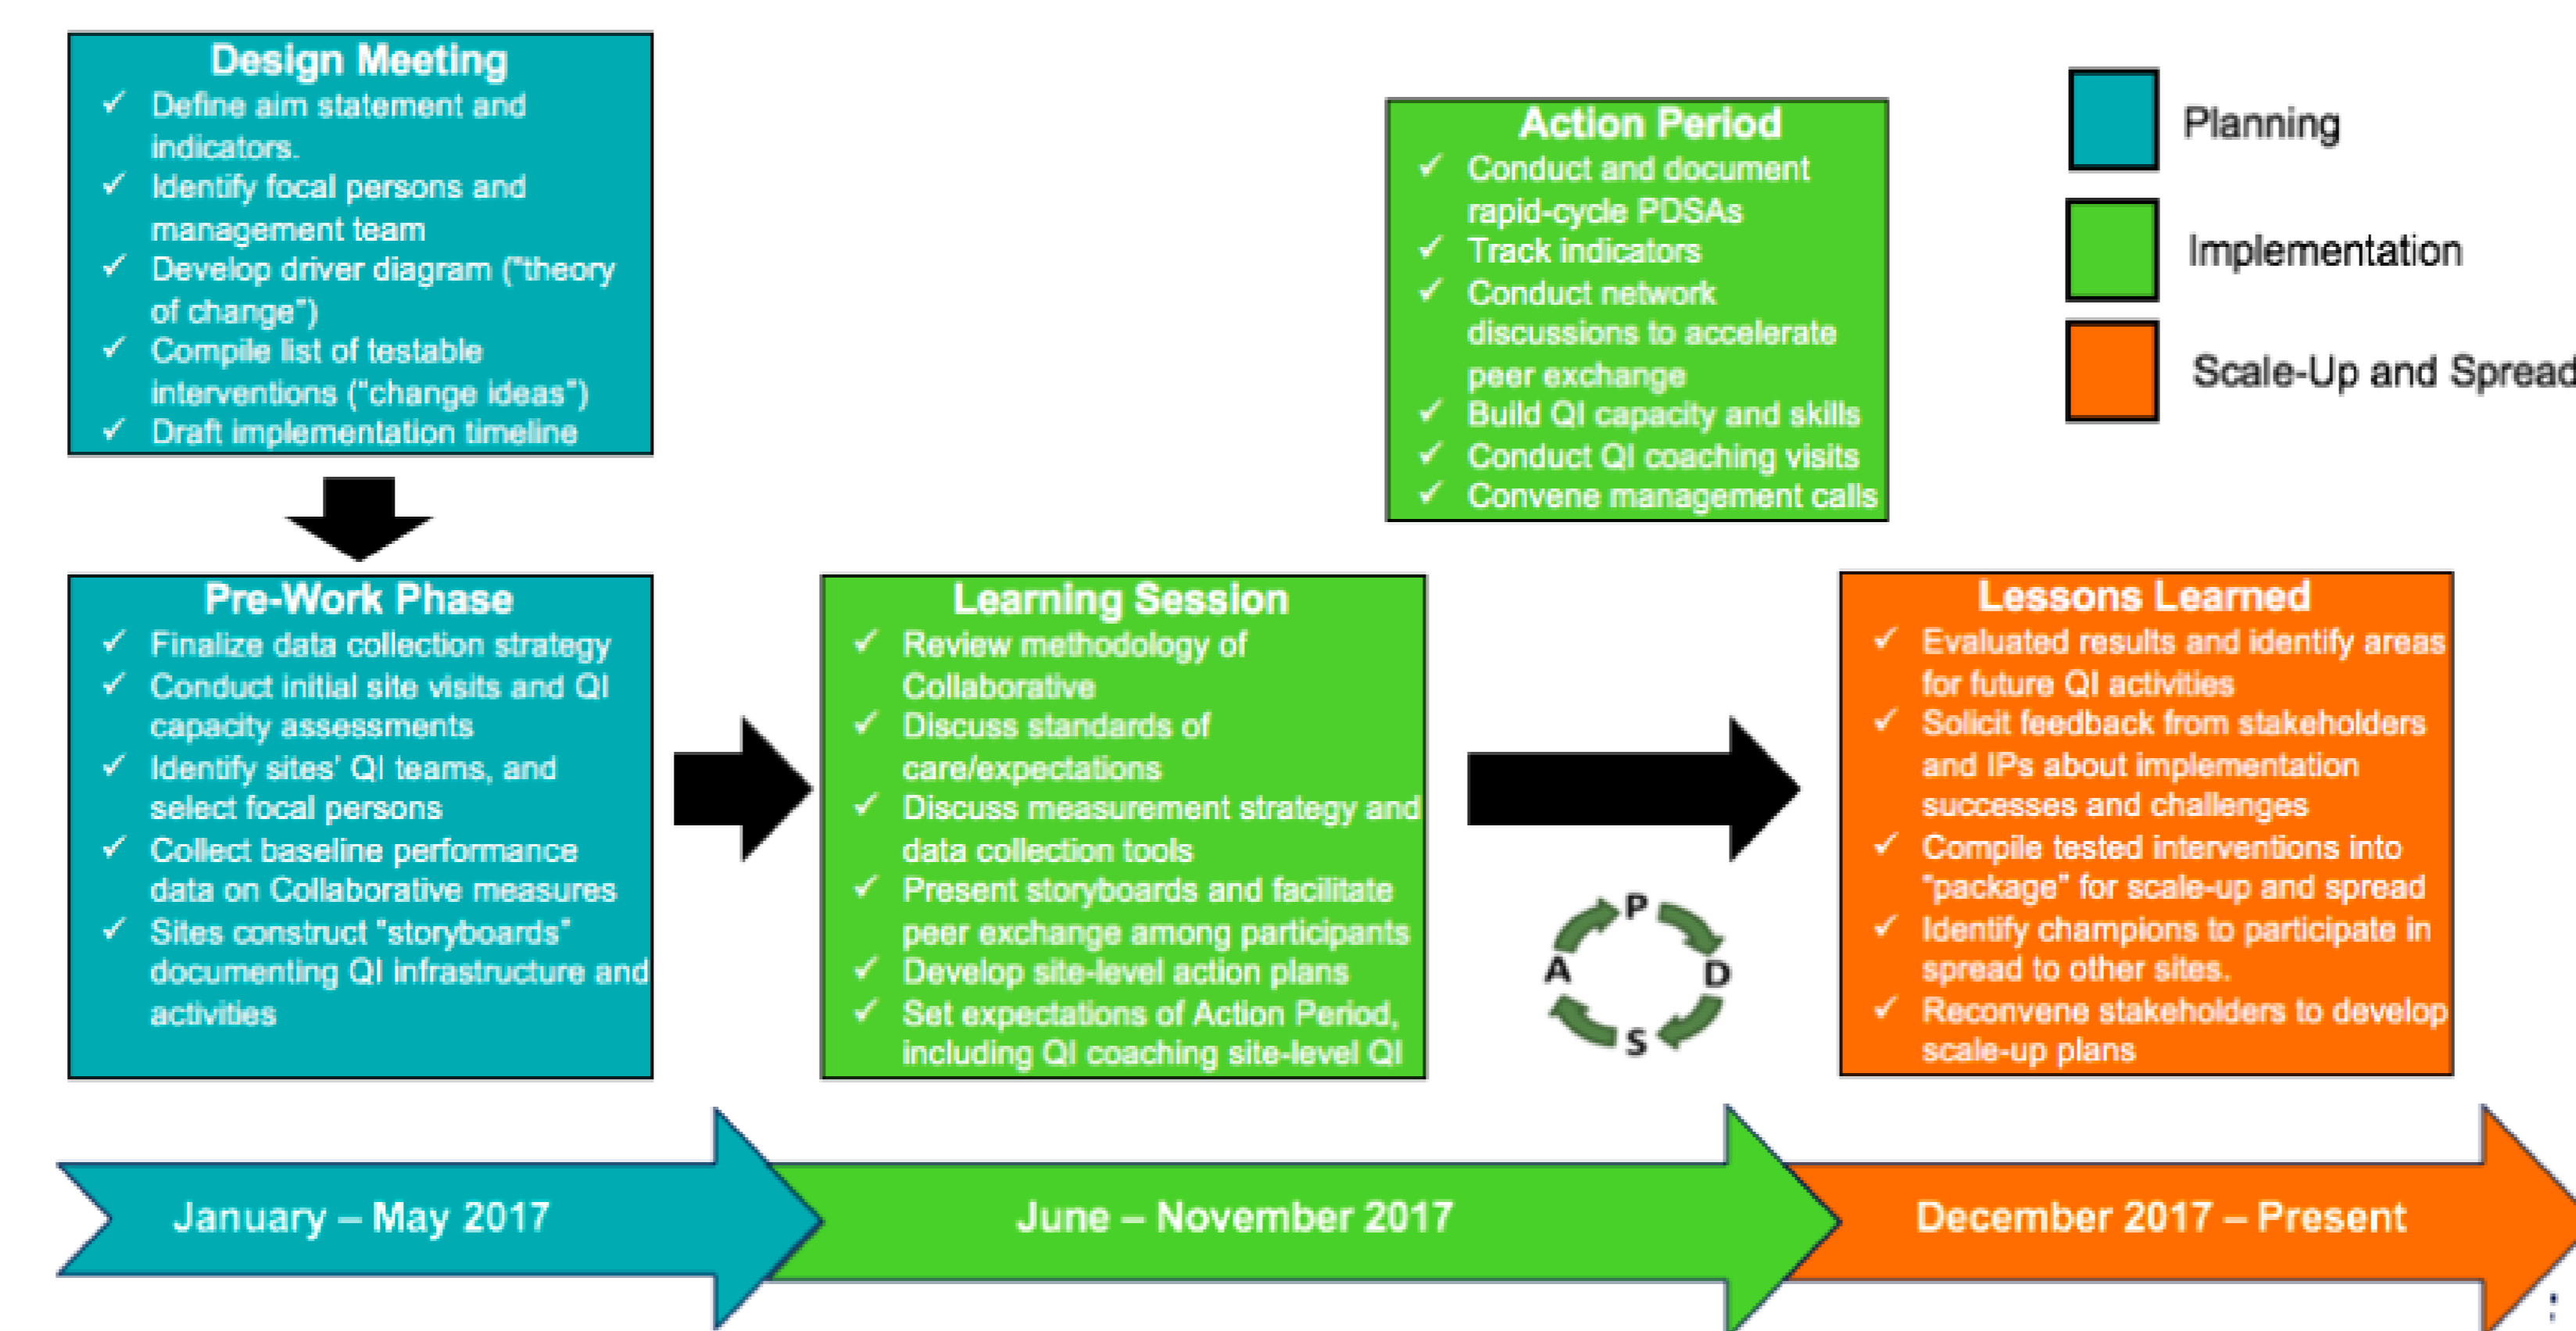 Design Meeting
✓ Define aim statement and
indicators.
✓ Identify focal persons and
management team
✓ Develop driver diagram ("theory
of change")
✓ Compile list of testable
interventions ("change ideas")
✓ Draft implementation timeline
Action Period
✓ Conduct and document
rapid-cycle PDSAs
✓ Track indicators
✓ Conduct network
discussions to accelerate
peer exchange
✓ Build QI capacity and skills
✓ Conduct QI coaching visits
✓ Convene management calls
Planning
Implementation
Scale-Up and Spread
Pre-Work Phase
✓ Finalize data collection strategy
✓ Conduct initial site visits and QI
capacity assessments
✓ Identify sites' QI teams, and
select focal persons
✓ Collect baseline performance
data on Collaborative measures
✓ Sites construct "storyboards"
documenting QI infrastructure and
activities
Learning Session
✓ Review methodology of
Collaborative
✓ Discuss standards of
care/expectations
✓ Discuss measurement strategy and
data collection tools
✓ Present storyboards and facilitate
peer exchange among participants
✓ Develop site-level action plans
✓ Set expectations of Action Period,
including QI coaching site-level QI
P
A
D
S
Lessons Learned
✓ Evaluated results and identify areas
for future QI activities
✓ Solicit feedback from stakeholders
and IPs about implementation
successes and challenges
✓ Compile tested interventions into
“package” for scale-up and spread
✓ Identify champions to participate in
spread to other sites.
✓ Reconvene stakeholders to develop
scale-up plans
January – May 2017
June – November 2017
December 2017 – Present